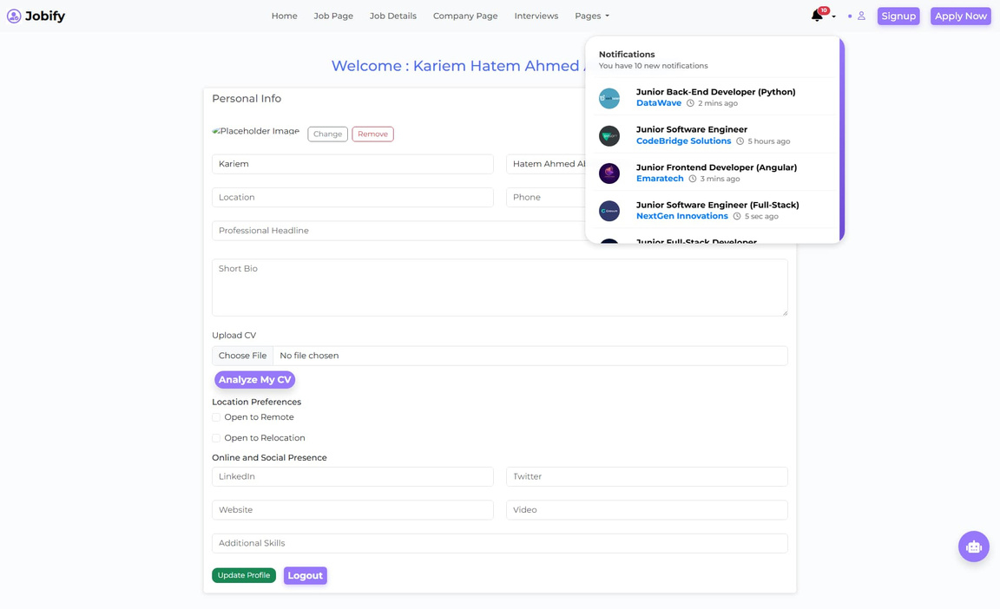 Jobify
Home Job Page Job Details Company Page Interviews Pages
10
Signup Apply Now
Welcome : Kariem Hatem Ahmed
Notifications
You have 10 new notifications
Junior Back-End Developer (Python)
DataWave 2 mins ago
Junior Software Engineer
CodeBridge Solutions 5 hours ago
Junior Frontend Developer (Angular)
Emaratech 3 mins ago
Junior Software Engineer (Full-Stack)
NextGen Innovations 5 sec ago
Junior Full-Stack Developer
Personal Info
Placeholder Image Change Remove
Kariem Hatem Ahmed
Location Phone
Professional Headline
Short Bio
Upload CV
Choose File No file chosen
Analyze My CV
Location Preferences
Open to Remote
Open to Relocation
Online and Social Presence
LinkedIn Twitter
Website Video
Additional Skills
Update Profile Logout